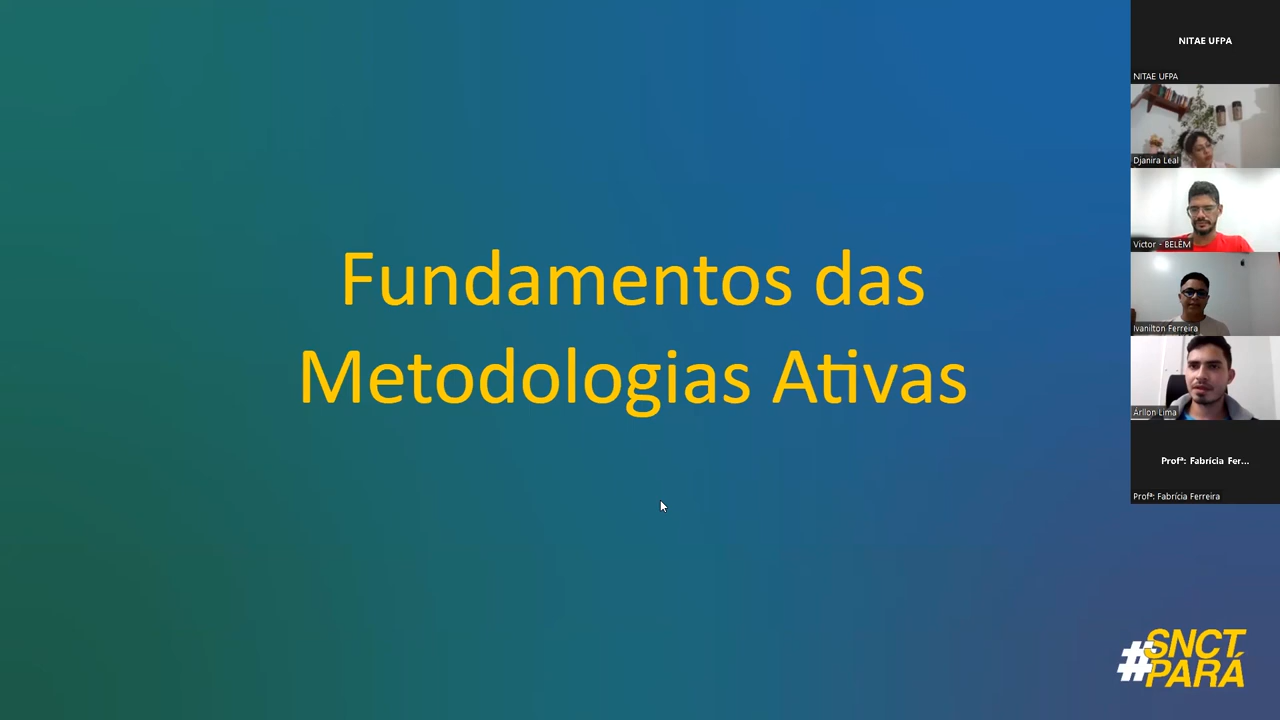 Fundamentos das
Metodologias Ativas
NITAE UFPA
NITAE UFPA
Djanira Leal
Victor - BELÉM
Ivanilton Ferreira
Árllon Lima
Profª: Fabrícia Fer...
Profª: Fabrícia Ferreira
#SNCT
PARÁ